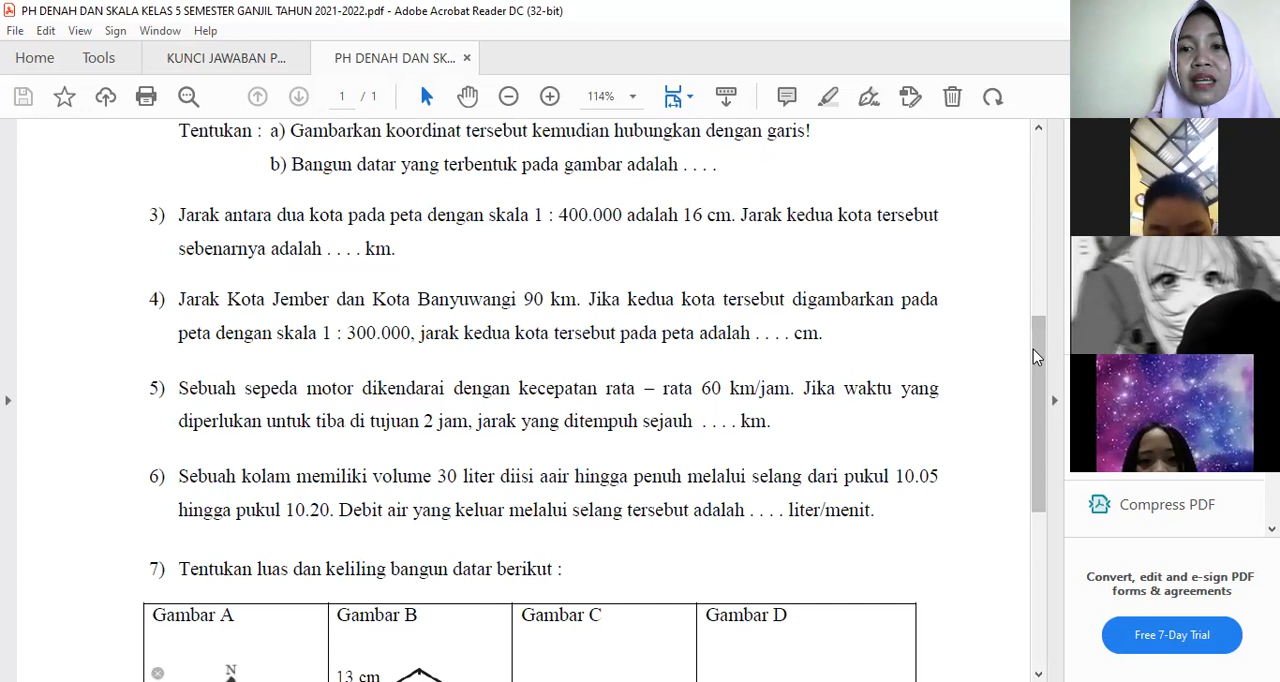 PH DENAH DAN SKALA KELAS 5 SEMESTER GANJIL TAHUN 2021-2022.pdf - Adobe Acrobat Reader DC (32-bit)
File Edit View Sign Window Help
Home Tools KUNCI JAWABAN P... PH DENAH DAN SK... ×
1 / 1 114%
Tentukan : a) Gambarkan koordinat tersebut kemudian hubungkan dengan garis!
b) Bangun datar yang terbentuk pada gambar adalah . . . .
3) Jarak antara dua kota pada peta dengan skala 1 : 400.000 adalah 16 cm. Jarak kedua kota tersebut
sebenarnya adalah . . . . km.
4) Jarak Kota Jember dan Kota Banyuwangi 90 km. Jika kedua kota tersebut digambarkan pada
peta dengan skala 1 : 300.000, jarak kedua kota tersebut pada peta adalah . . . . cm.
5) Sebuah sepeda motor dikendarai dengan kecepatan rata – rata 60 km/jam. Jika waktu yang
diperlukan untuk tiba di tujuan 2 jam, jarak yang ditempuh sejauh . . . . km.
6) Sebuah kolam memiliki volume 30 liter diisi aair hingga penuh melalui selang dari pukul 10.05
hingga pukul 10.20. Debit air yang keluar melalui selang tersebut adalah . . . . liter/menit.
7) Tentukan luas dan keliling bangun datar berikut :
Gambar A Gambar B Gambar C Gambar D
N
13 cm
Compress PDF
Convert, edit and e-sign PDF
forms & agreements
Free 7-Day Trial